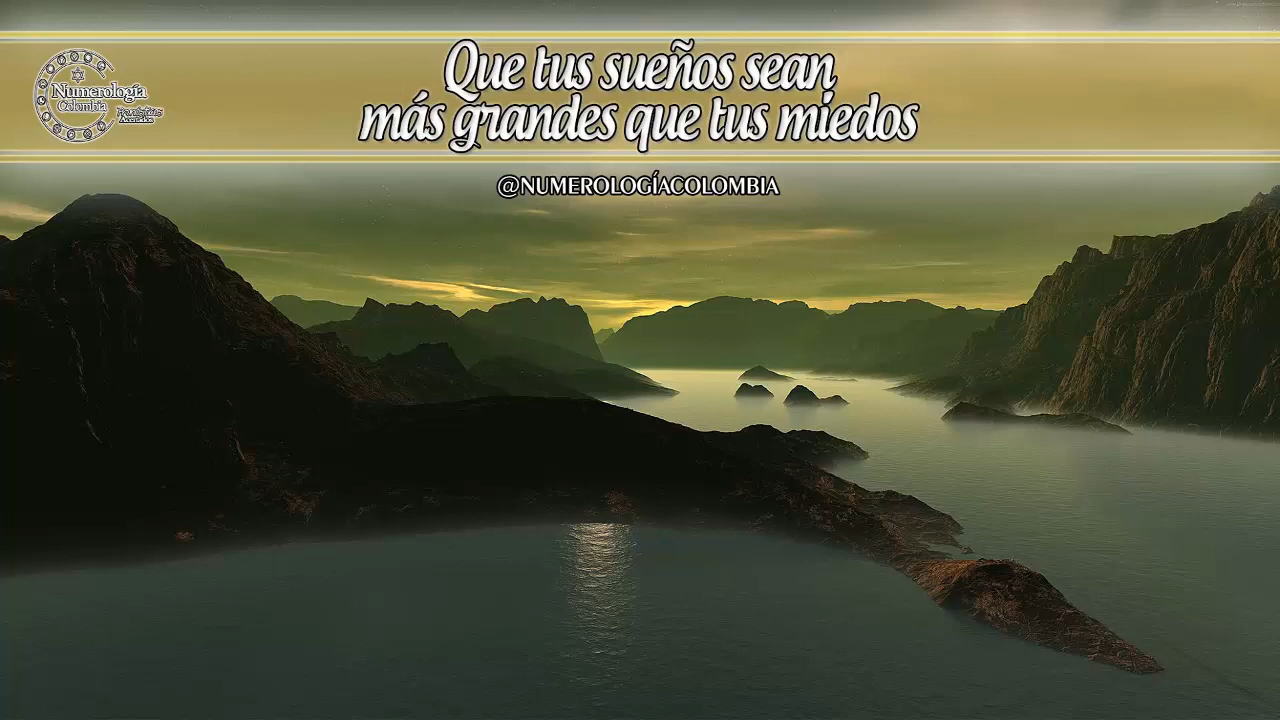 Que tus sueños sean
más grandes que tus miedos
@NUMEROLOGÍACOLOMBIA
Numerología
Colombia